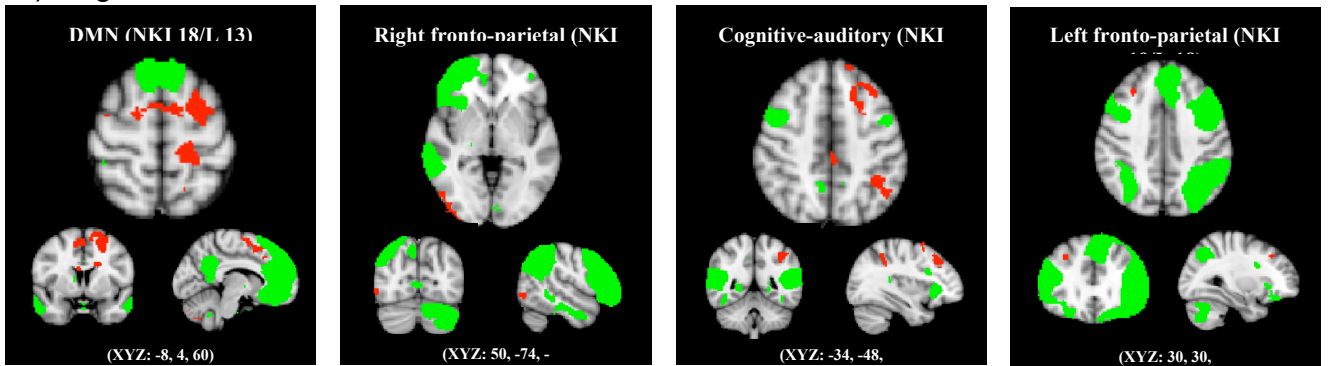 DMN (NKI 18/L 13)
Right fronto-parietal (NKI
Cognitive-auditory (NKI
Left fronto-parietal (NKI
(XYZ: -8, 4, 60)
(XYZ: 50, -74, -
(XYZ: -34, -48,
(XYZ: 30, 30,